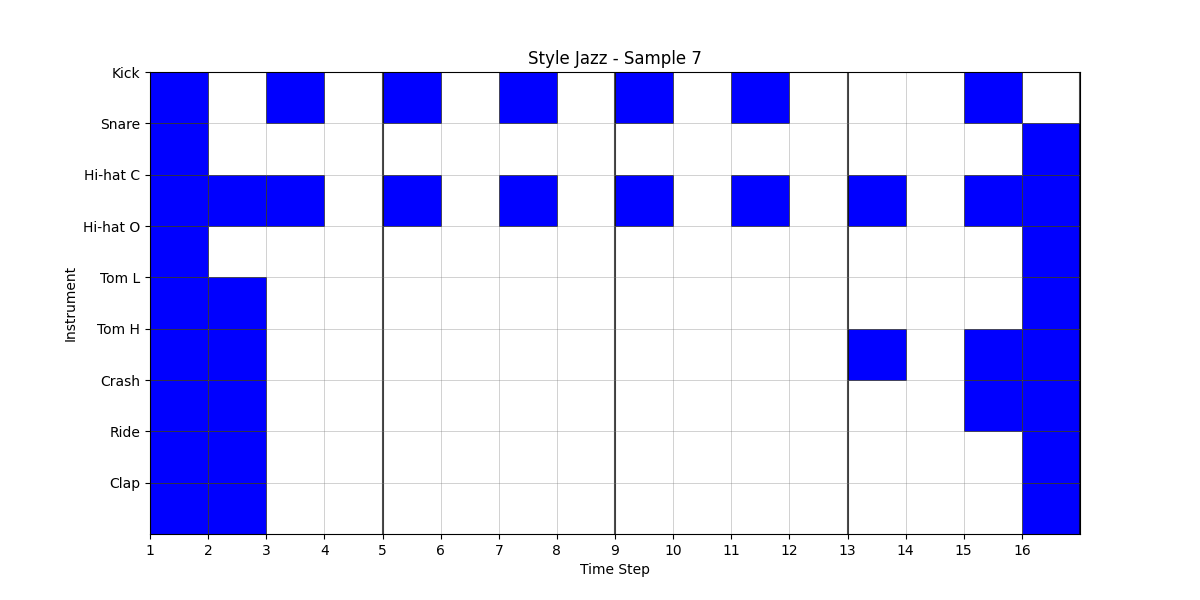 Style Jazz - Sample 7
Kick
Snare
Hi-hat C
Hi-hat O
Tom L
Tom H
Crash
Ride
Clap
Instrument
1 2 3 4 5 6 7 8 9 10 11 12 13 14 15 16
Time Step